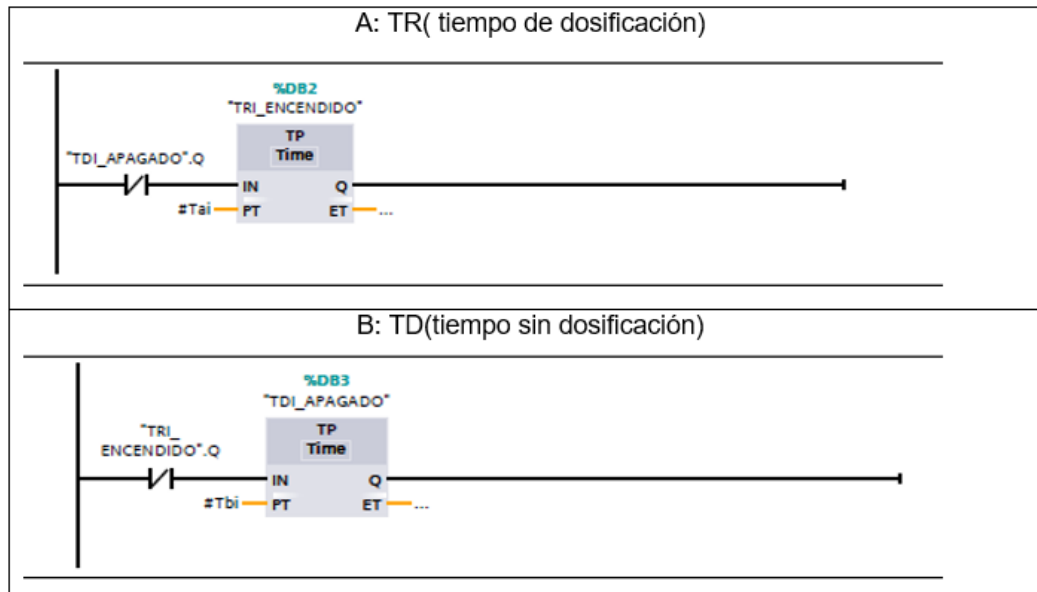 A: TR( tiempo de dosificación)
%DB2
"TRI_ENCENDIDO"
TP
Time
"TDI_APAGADO".Q
IN Q
#Tai PT ET ...
B: TD(tiempo sin dosificación)
%DB3
"TDI_APAGADO"
TP
Time
"TRI_
ENCENDIDO".Q
IN Q
#Tbi PT ET ...